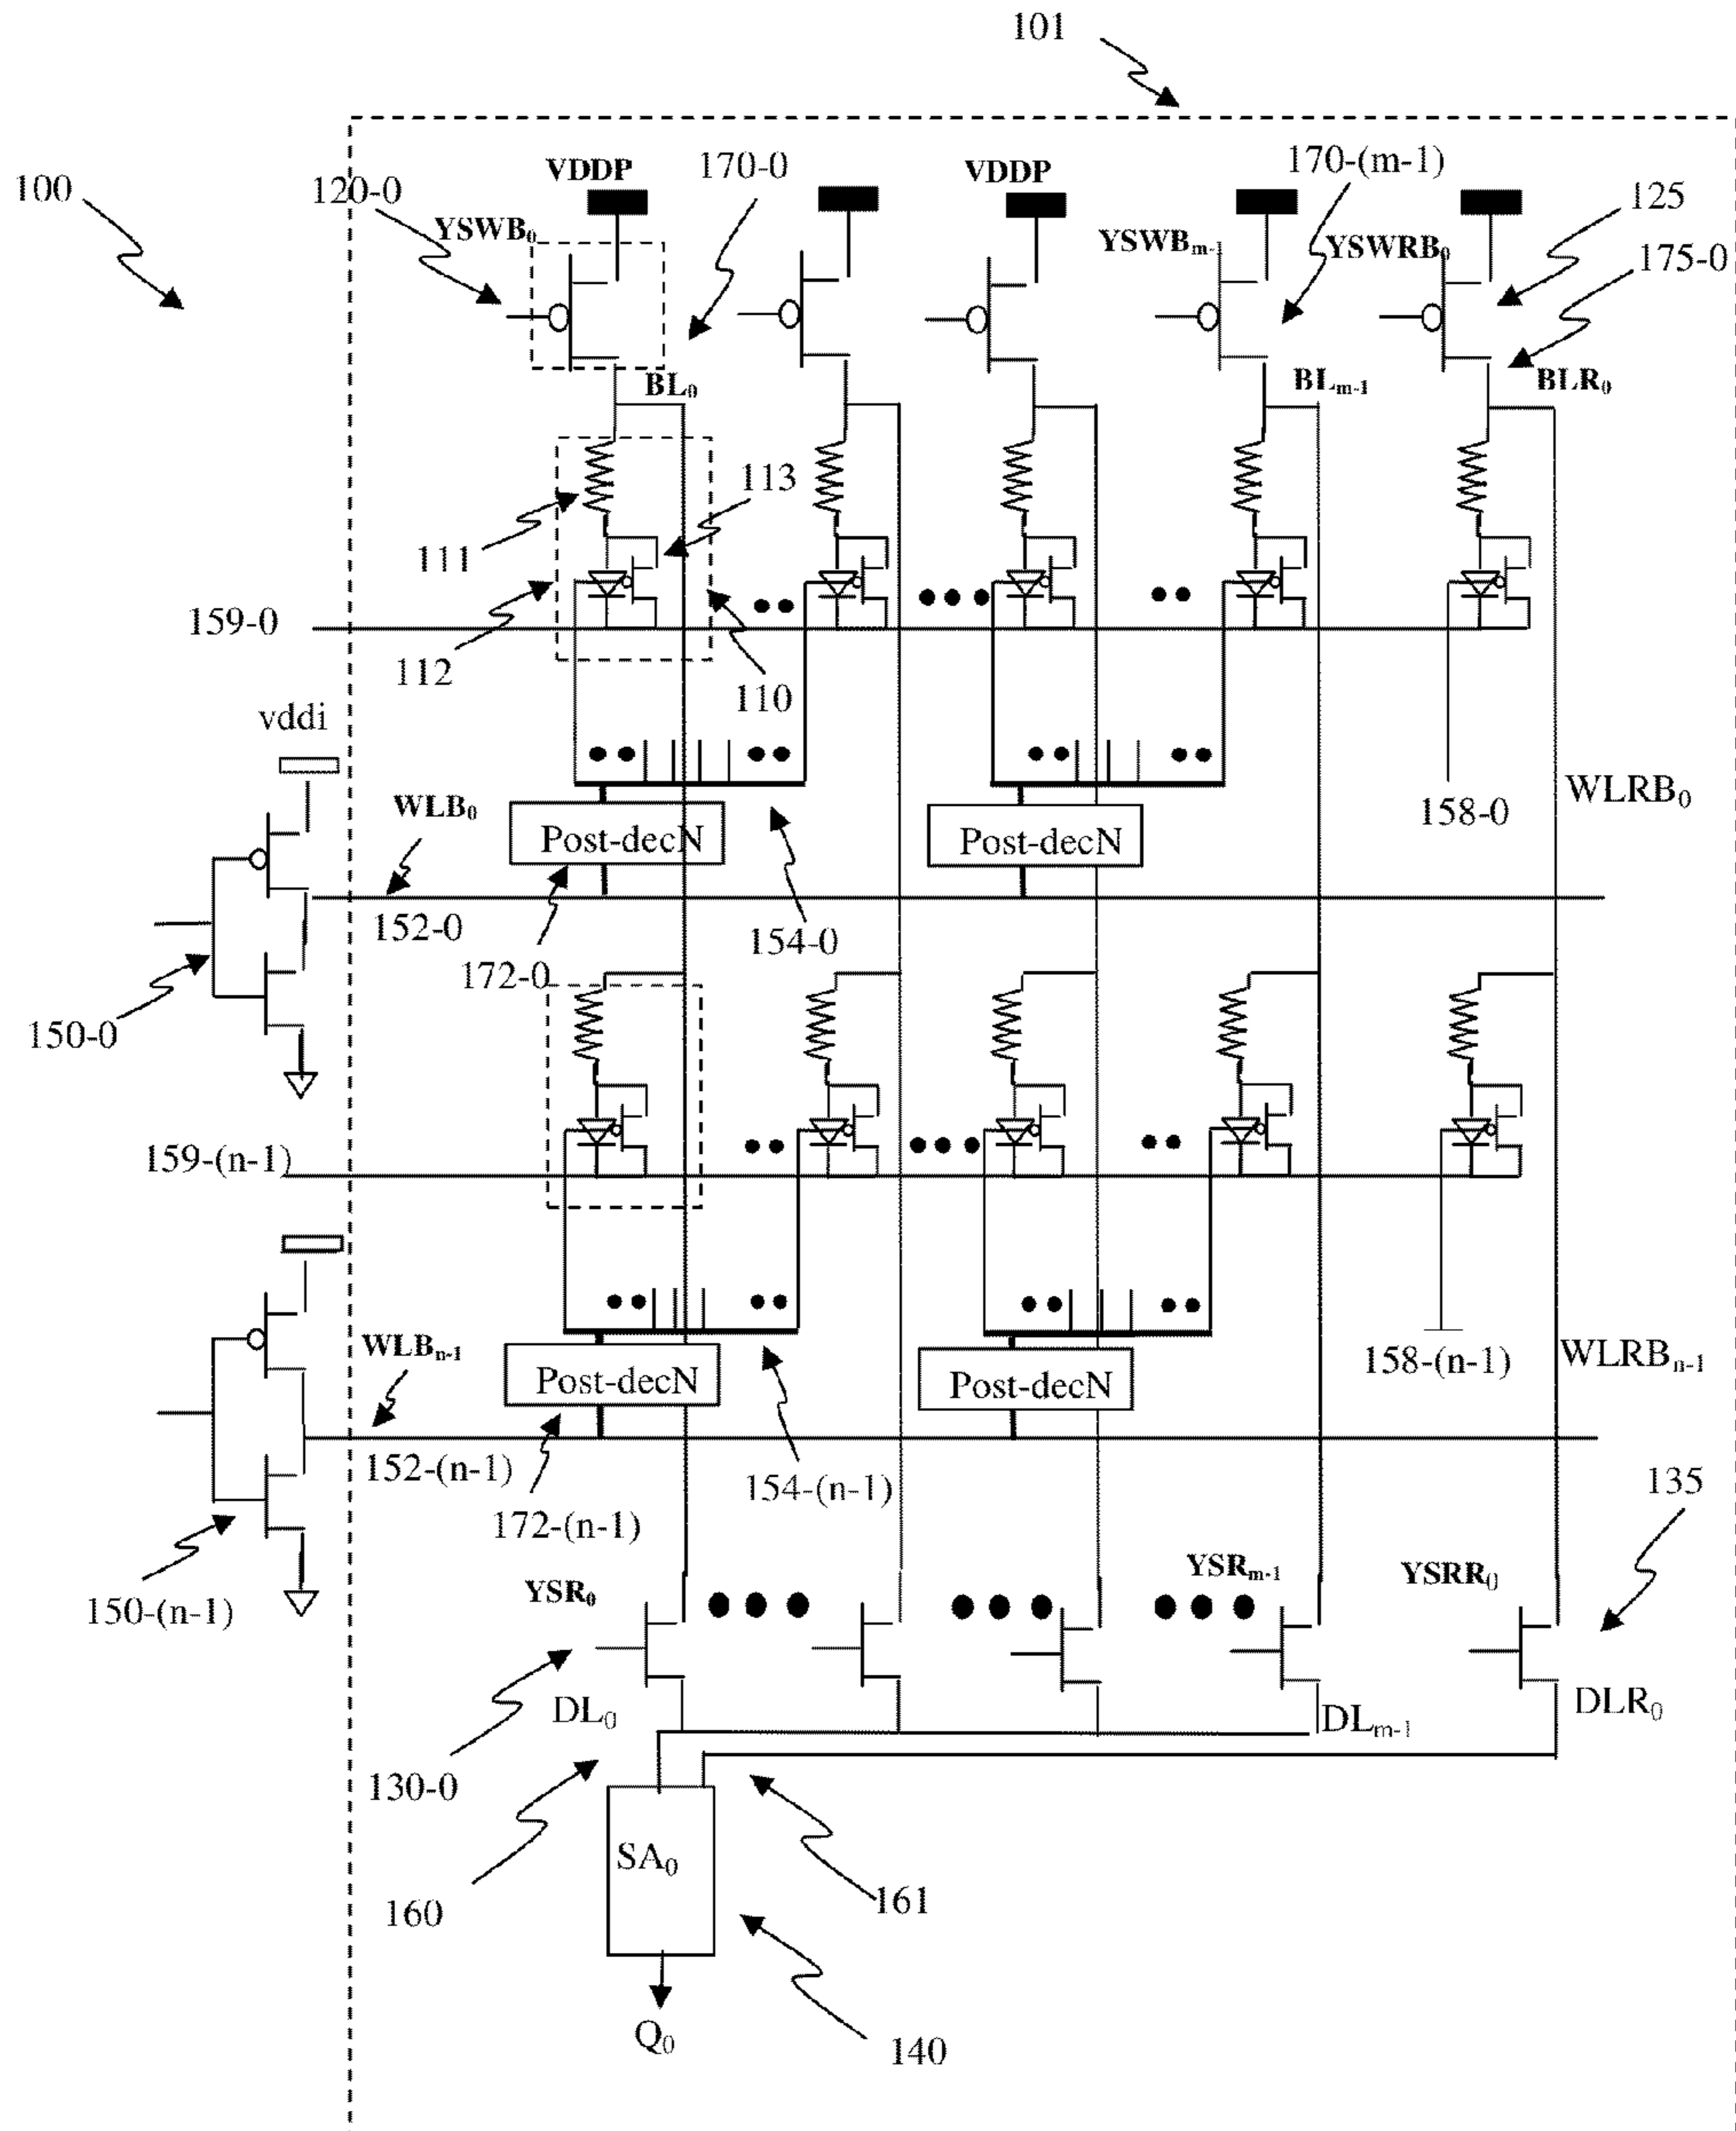 101
100
120-0
VDDP
170-0
VDDP
170-(m-1)
125
YSWB₀
YSWBₘ₋₁
YSWRB₀
175-0
BL₀
BLₘ₋₁
BLR₀
111
113
159-0
112
110
vddi
WLB₀
Post-decN
Post-decN
158-0
WLRB₀
152-0
172-0
154-0
150-0
159-(n-1)
WLBₙ₋₁
Post-decN
Post-decN
158-(n-1)
WLRBₙ₋₁
152-(n-1)
172-(n-1)
154-(n-1)
135
150-(n-1)
YSR₀
YSRₘ₋₁
YSRR₀
DL₀
DLₘ₋₁
DLR₀
130-0
SA₀
160
161
Q₀
140